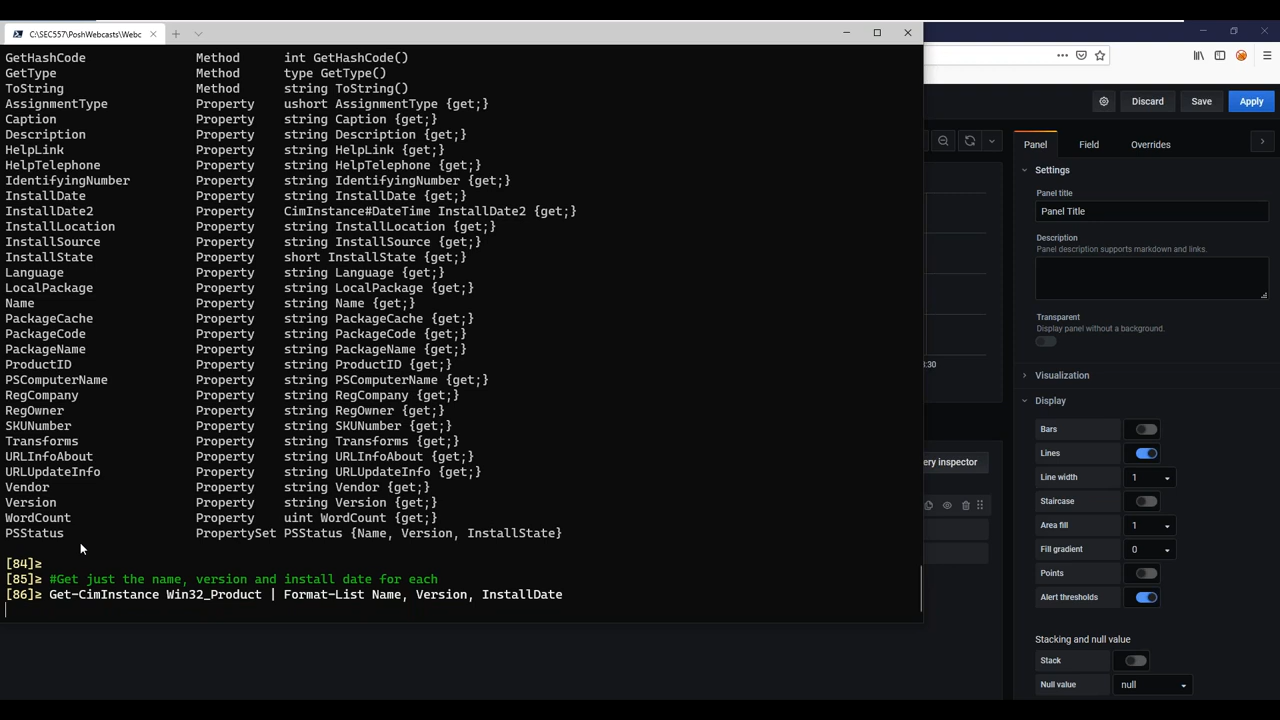 C:\SEC557\PoshWebcasts\Webc
GetHashCode Method int GetHashCode()
GetType Method type GetType()
ToString Method string ToString()
AssignmentType Property ushort AssignmentType {get;}
Caption Property string Caption {get;}
Description Property string Description {get;}
HelpLink Property string HelpLink {get;}
HelpTelephone Property string HelpTelephone {get;}
IdentifyingNumber Property string IdentifyingNumber {get;}
InstallDate Property string InstallDate {get;}
InstallDate2 Property CimInstance#DateTime InstallDate2 {get;}
InstallLocation Property string InstallLocation {get;}
InstallSource Property string InstallSource {get;}
InstallState Property short InstallState {get;}
Language Property string Language {get;}
LocalPackage Property string LocalPackage {get;}
Name Property string Name {get;}
PackageCache Property string PackageCache {get;}
PackageCode Property string PackageCode {get;}
PackageName Property string PackageName {get;}
ProductID Property string ProductID {get;}
PSComputerName Property string PSComputerName {get;}
RegCompany Property string RegCompany {get;}
RegOwner Property string RegOwner {get;}
SKUNumber Property string SKUNumber {get;}
Transforms Property string Transforms {get;}
URLInfoAbout Property string URLInfoAbout {get;}
URLUpdateInfo Property string URLUpdateInfo {get;}
Vendor Property string Vendor {get;}
Version Property string Version {get;}
WordCount Property uint WordCount {get;}
PSStatus PropertySet PSStatus {Name, Version, InstallState}
[84]≥
[85]≥ #Get just the name, version and install date for each
[86]≥ Get-CimInstance Win32_Product | Format-List Name, Version, InstallDate
Discard Save Apply
:30
ery inspector
Panel Field Overrides
Settings
Panel title
Panel Title
Description
Panel description supports markdown and links.
Transparent
Display panel without a background.
Visualization
Display
Bars
Lines
Line width 1
Staircase
Area fill 1
Fill gradient 0
Points
Alert thresholds
Stacking and null value
Stack
Null value null